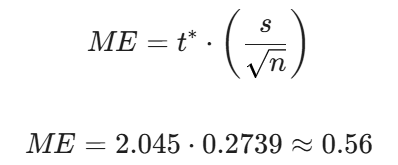 ME = t* · (s/√n)
ME = 2.045 · 0.2739 ≈ 0.56